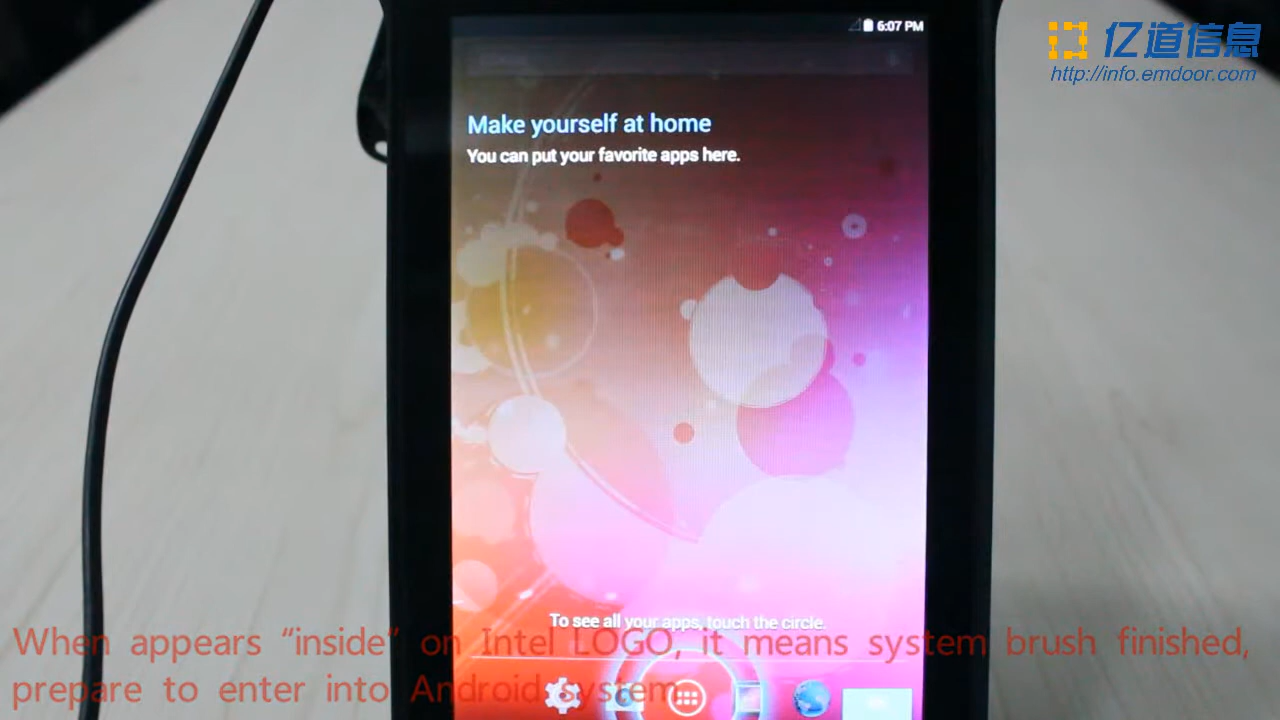 6:07 PM
亿道信息
http://info.emdoor.com
Make yourself at home
You can put your favorite apps here.
To see all your apps, touch the circle.
When appears “inside” on Intel LOGO, it means system brush finished,
prepare to enter into Android system.